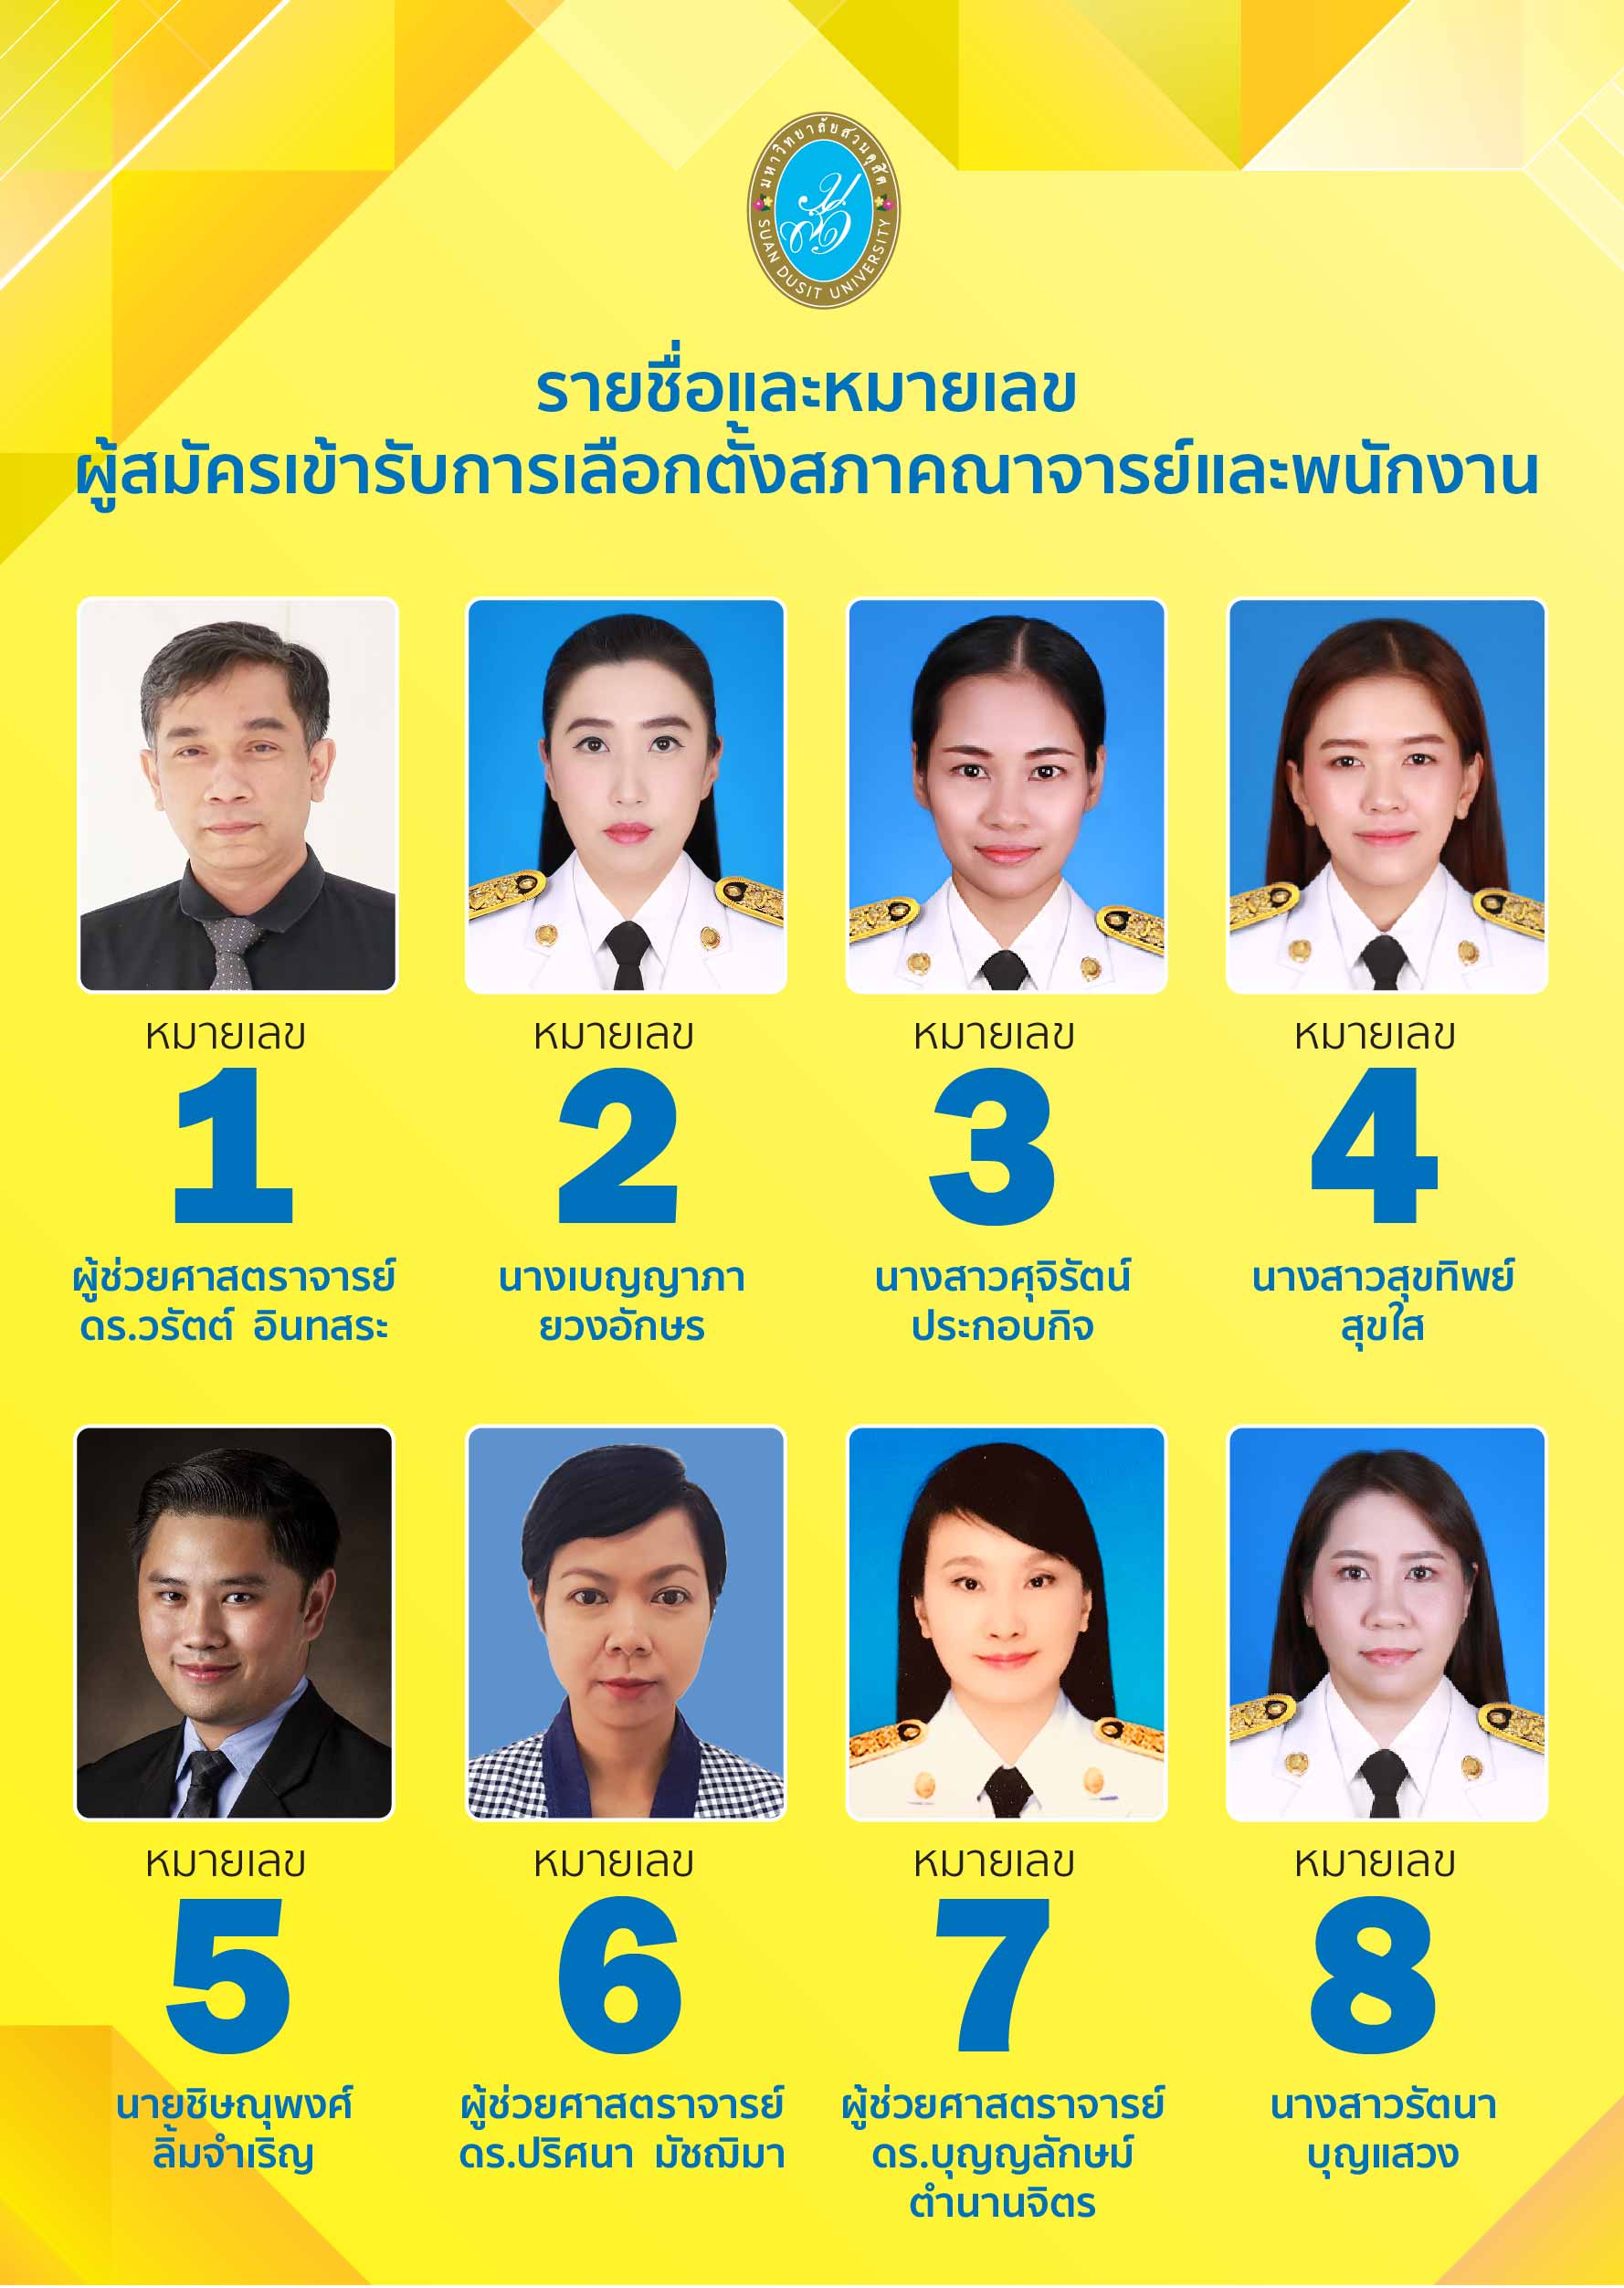 มหาวิทยาลัยสวนดุสิต
SUAN DUSIT UNIVERSITY
รายชื่อและหมายเลข
ผู้สมัครเข้ารับการเลือกตั้งสภาคณาจารย์และพนักงาน
หมายเลข หมายเลข หมายเลข หมายเลข
1 2 3 4
ผู้ช่วยศาสตราจารย์ นางเบญญาภา นางสาวศุจิรัตน์ นางสาวสุขทิพย์
ดร.วรัตต์ อินทสระ ยวงอักษร ประกอบกิจ สุขใส
หมายเลข หมายเลข หมายเลข หมายเลข
5 6 7 8
นายชิษณุพงศ์ ผู้ช่วยศาสตราจารย์ ผู้ช่วยศาสตราจารย์ นางสาวรัตนา
ลิ้มจำเริญ ดร.ปริศนา มัชฌิมา ดร.บุญญลักษม์ บุญแสวง
ตำนานจิตร